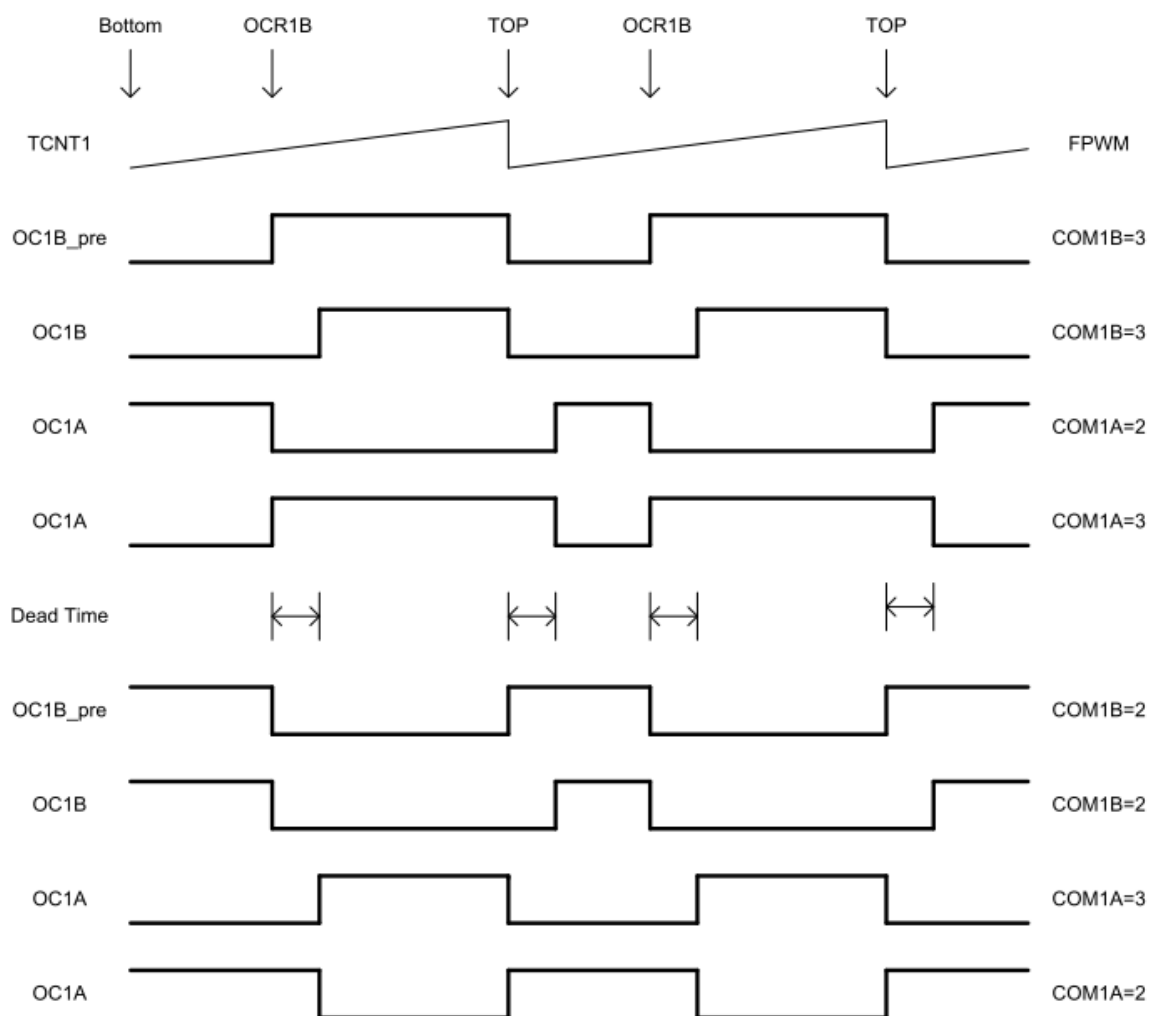 Bottom OCR1B TOP OCR1B TOP
TCNT1 FPWM
OC1B_pre COM1B=3
OC1B COM1B=3
OC1A COM1A=2
OC1A COM1A=3
Dead Time
OC1B_pre COM1B=2
OC1B COM1B=2
OC1A COM1A=3
OC1A COM1A=2